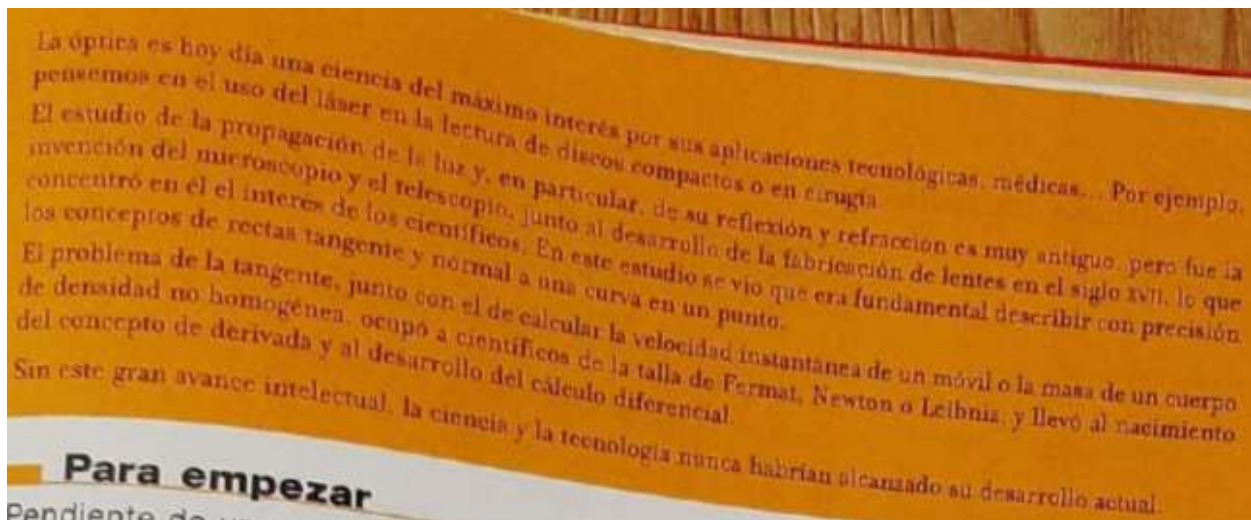 La óptica es hoy día una ciencia del máximo interés por sus aplicaciones tecnológicas, médicas... Por ejemplo,
pensemos en el uso del láser en la lectura de discos compactos o en cirugía.
El estudio de la propagación de la luz y, en particular, de su reflexión y refracción es muy antiguo, pero fue la
invención del microscopio y el telescopio, junto al desarrollo de la fabricación de lentes en el siglo XVII, lo que
concentró en él el interés de los científicos. En este estudio se vio que era fundamental describir con precisión
los conceptos de rectas tangente y normal a una curva en un punto.
El problema de la tangente, junto con el de calcular la velocidad instantánea de un móvil o la masa de un cuerpo
de densidad no homogénea, ocupó a científicos de la talla de Fermat, Newton o Leibniz, y llevó al nacimiento
del concepto de derivada y al desarrollo del cálculo diferencial.
Sin este gran avance intelectual, la ciencia y la tecnología nunca habrían alcanzado su desarrollo actual.
Para empezar
Pendiente de